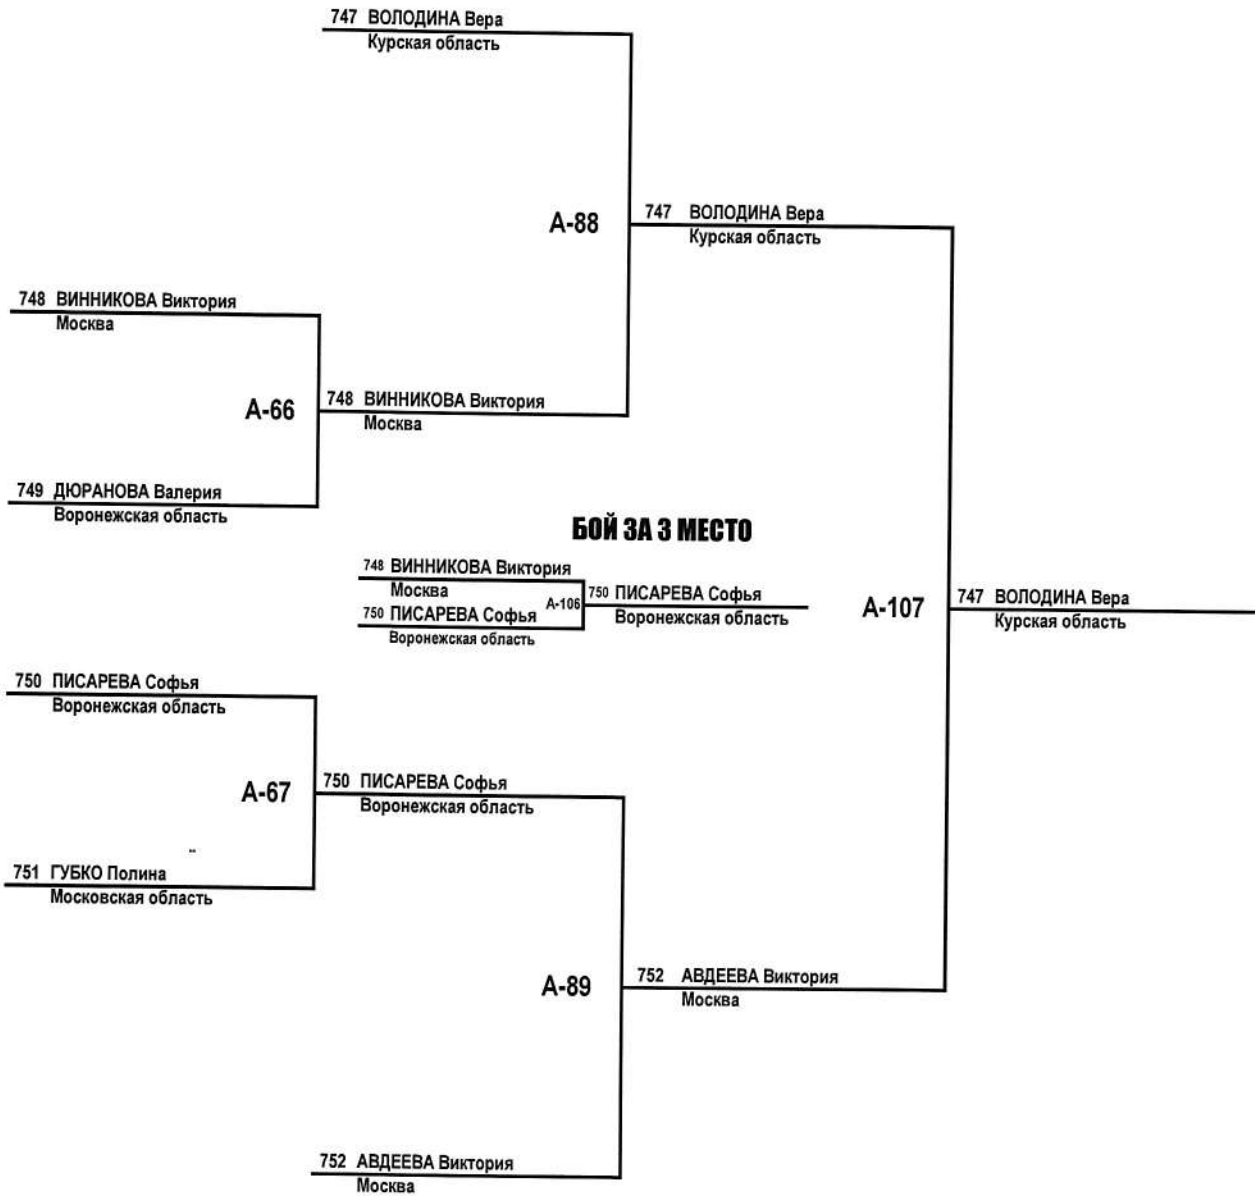 747 ВОЛОДИНА Вера
Курская область
А-88
747 ВОЛОДИНА Вера
Курская область
748 ВИННИКОВА Виктория
Москва
А-66
748 ВИННИКОВА Виктория
Москва
749 ДЮРАНОВА Валерия
Воронежская область
БОЙ ЗА 3 МЕСТО
748 ВИННИКОВА Виктория
Москва
А-106
750 ПИСАРЕВА Софья
Воронежская область
750 ПИСАРЕВА Софья
Воронежская область
А-107
747 ВОЛОДИНА Вера
Курская область
750 ПИСАРЕВА Софья
Воронежская область
А-67
750 ПИСАРЕВА Софья
Воронежская область
751 ГУБКО Полина
Московская область
А-89
752 АВДЕЕВА Виктория
Москва
752 АВДЕЕВА Виктория
Москва